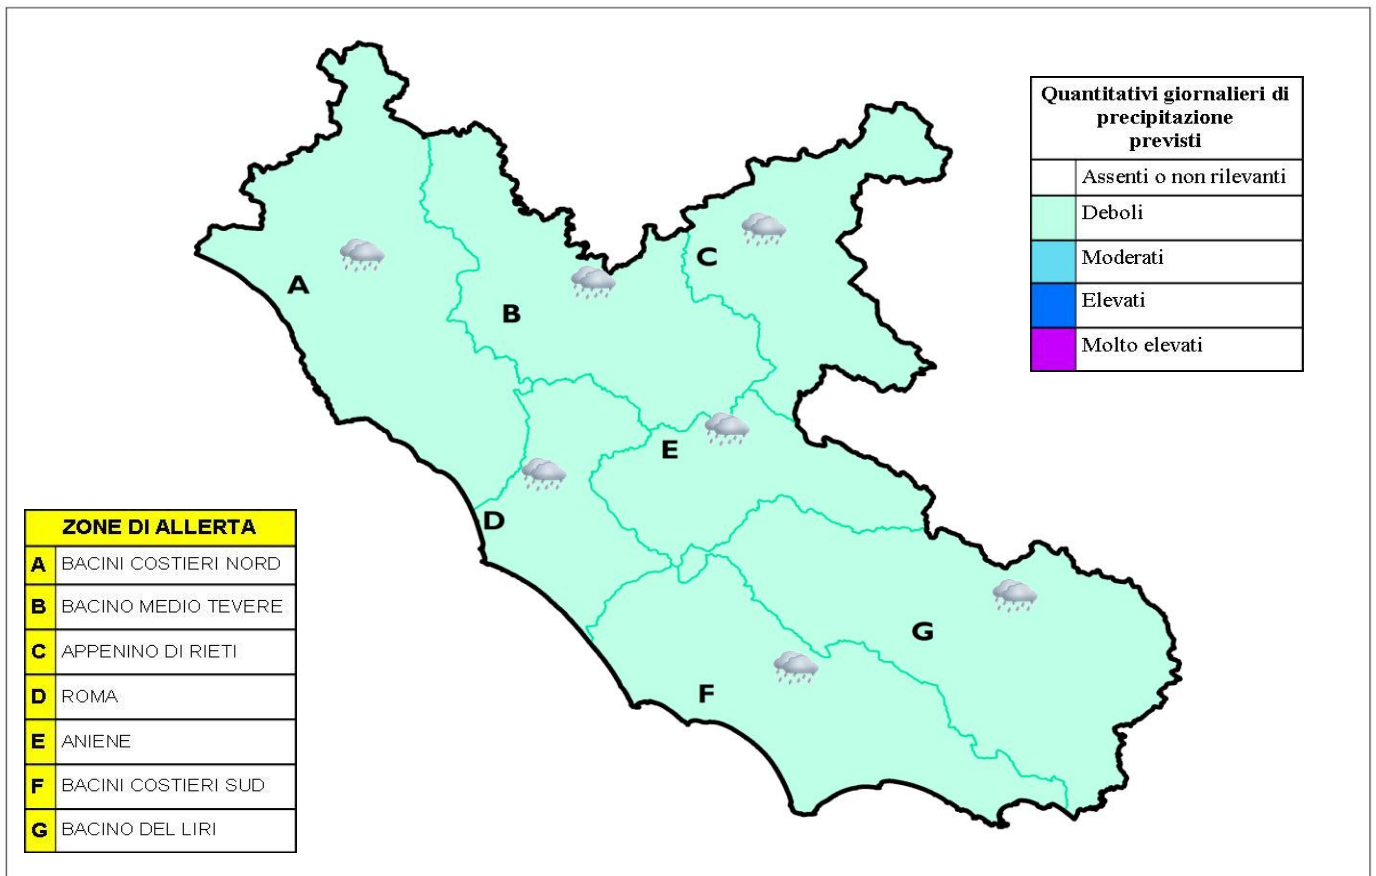 Quantitativi giornalieri di
precipitazione
previsti
Assenti o non rilevanti
Deboli
Moderati
Elevati
Molto elevati
A
B
C
D
E
F
G
ZONE DI ALLERTA
A BACINI COSTIERI NORD
B BACINO MEDIO TEVERE
C APPENINO DI RIETI
D ROMA
E ANIENE
F BACINI COSTIERI SUD
G BACINO DEL LIRI